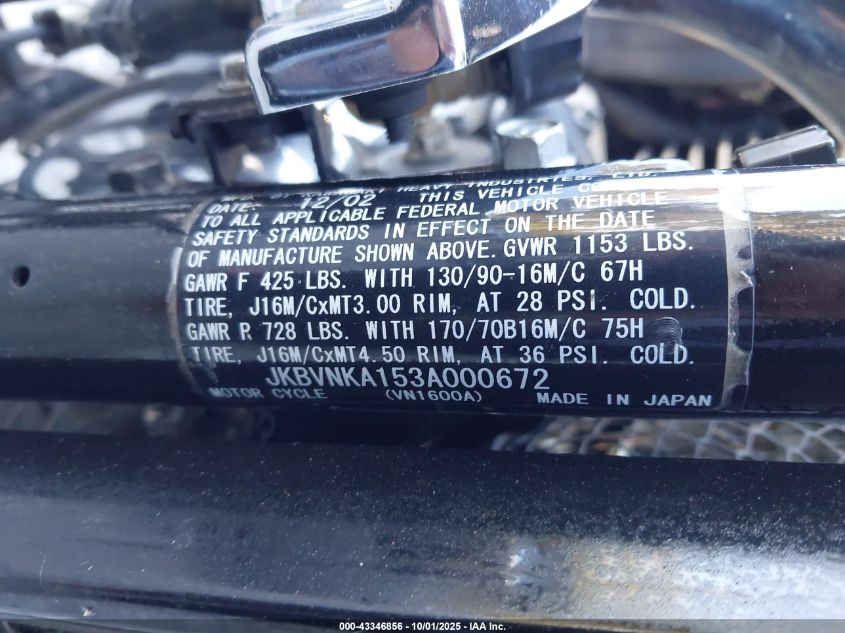 HEAVY INDUSTRIES, LTD.
DATE: 12/02 THIS VEHICLE
TO ALL APPLICABLE FEDERAL MOTOR VEHICLE
SAFETY STANDARDS IN EFFECT ON THE DATE
OF MANUFACTURE SHOWN ABOVE. GVWR 1153 LBS.
GAWR F 425 LBS. WITH 130/90-16M/C 67H
TIRE, J16M/CxMT3.00 RIM, AT 28 PSI. COLD.
GAWR R 728 LBS. WITH 170/70B16M/C 75H
TIRE, J16M/CxMT4.50 RIM, AT 36 PSI. COLD.
JKBVNKA153A000672
MOTOR CYCLE (VN1600A) MADE IN JAPAN
000-43346856 - 10/01/2025 - IAA Inc.